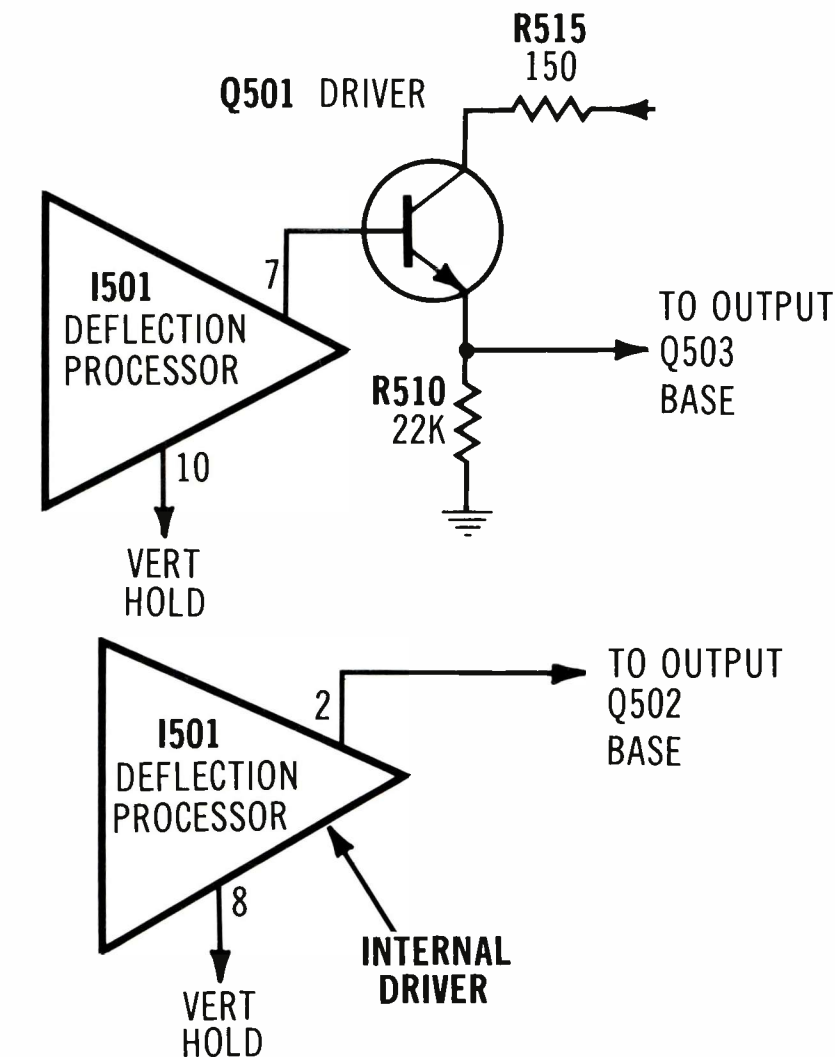 R515
150
Q501 DRIVER
7
I501
DEFLECTION
PROCESSOR
TO OUTPUT
Q503
BASE
R510
22K
10
VERT
HOLD
TO OUTPUT
Q502
BASE
2
I501
DEFLECTION
PROCESSOR
8
INTERNAL
DRIVER
VERT
HOLD